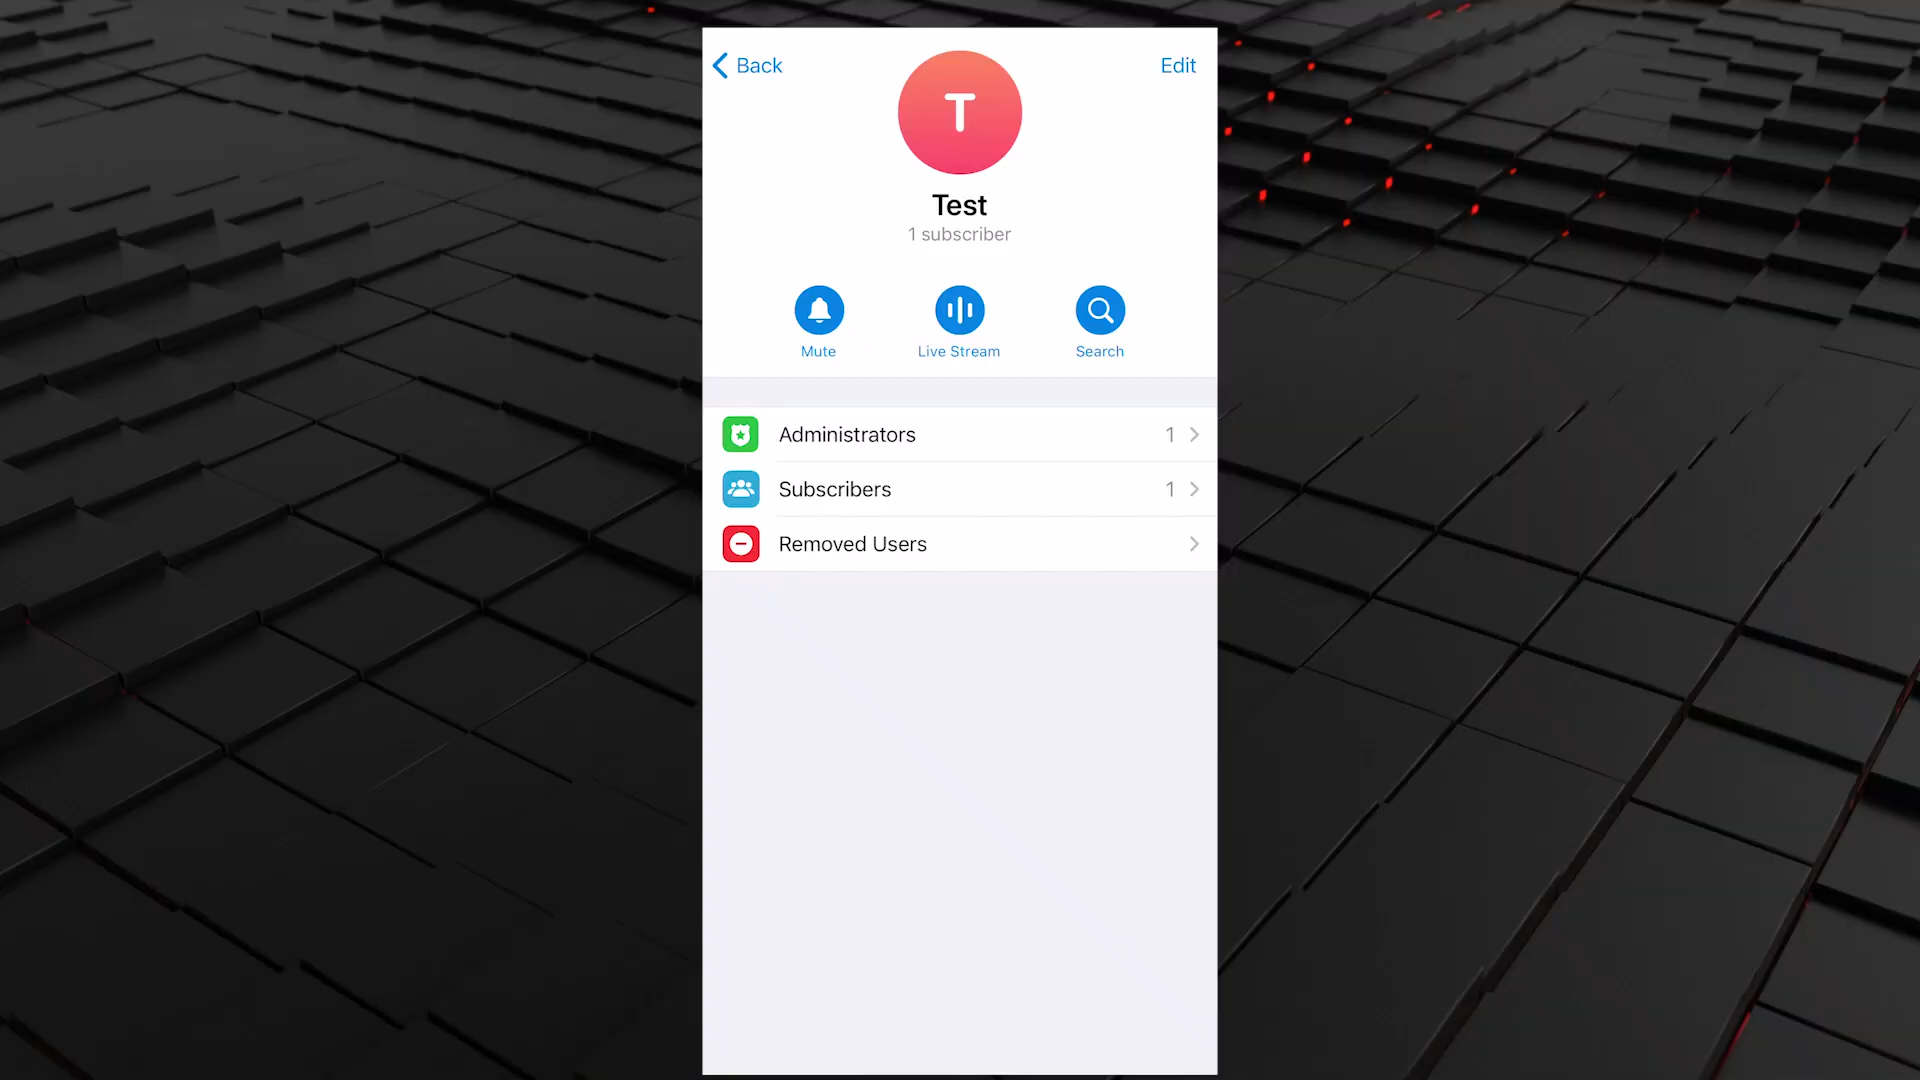 Back
Edit
T
Test
1 subscriber
Mute
Live Stream
Search
Administrators 1
Subscribers 1
Removed Users